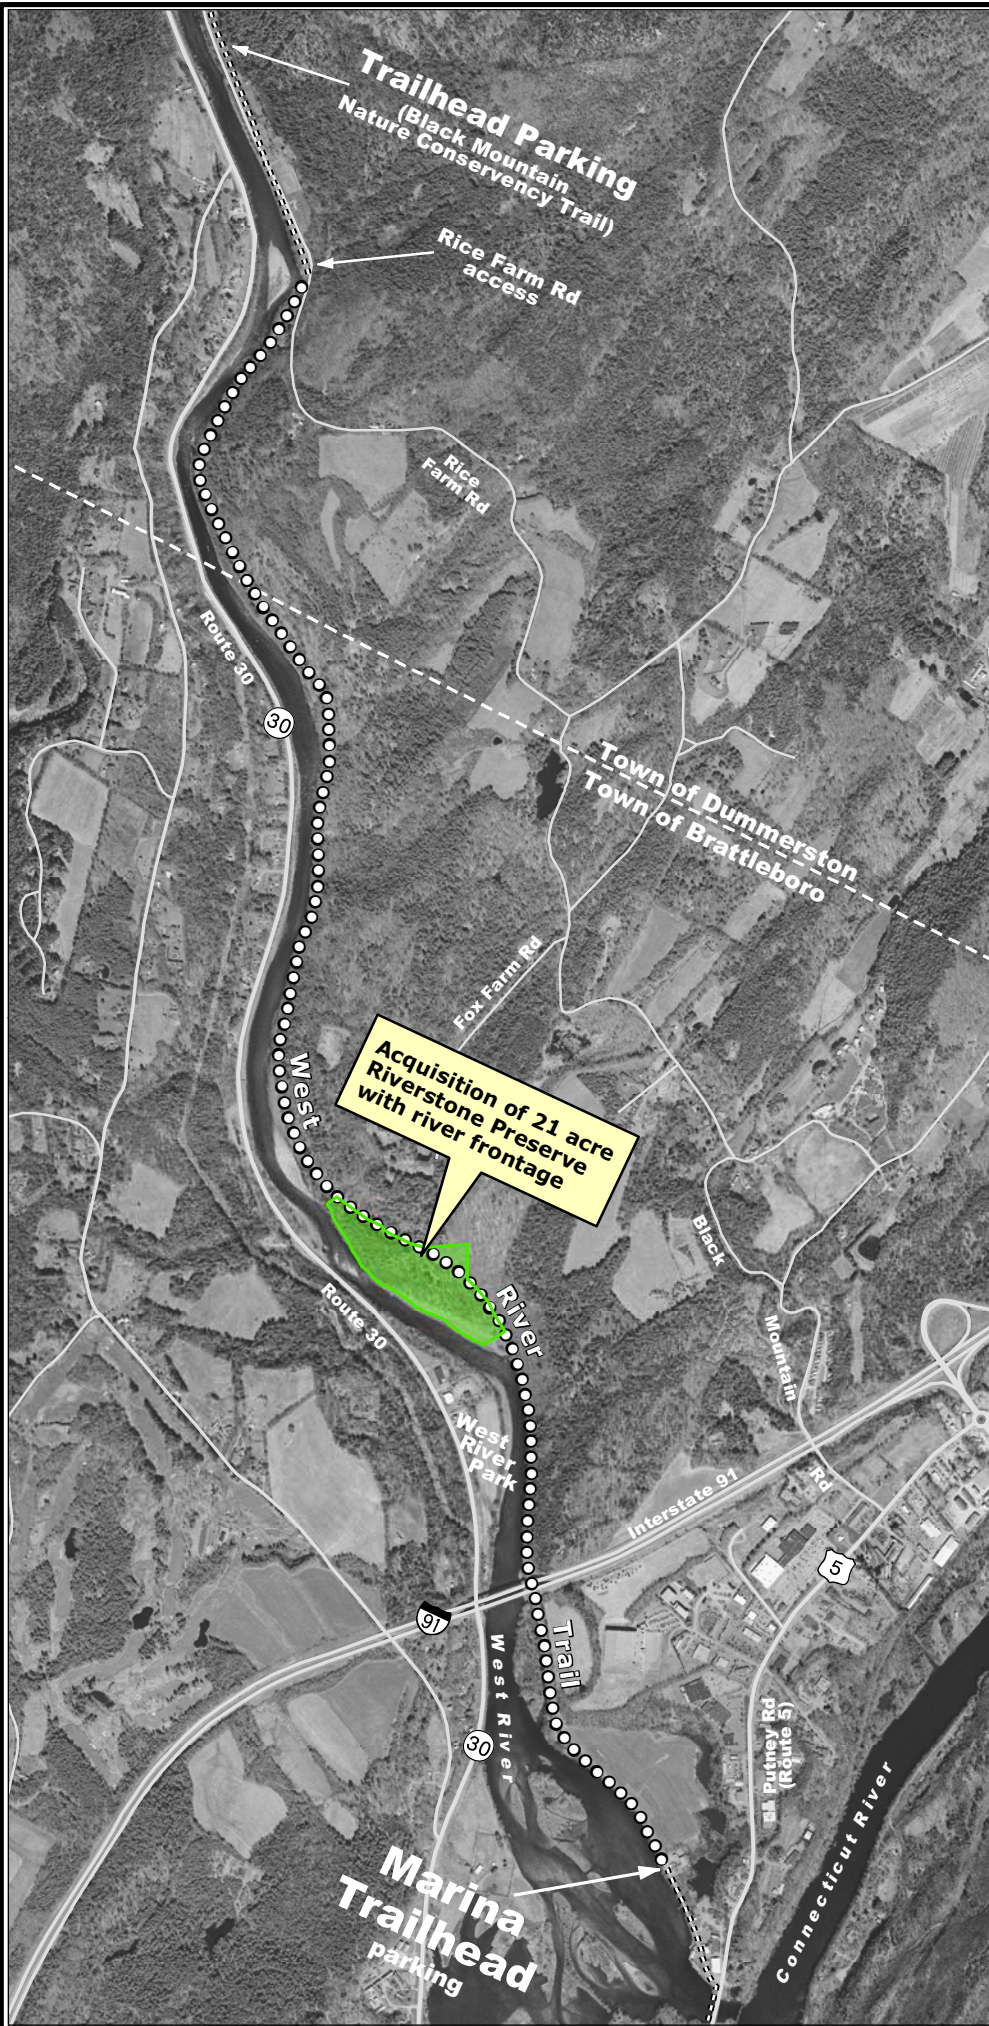 Trailhead Parking
(Black Mountain
Nature Conservency Trail)
Rice Farm Rd
access
Rice
Farm Rd
Route 30
30
Town of Dummerston
Town of Brattleboro
Fox Farm Rd
West
Acquisition of 21 acre
Riverstone Preserve
with river frontage
Black
River
Route 30
Mountain
West
River
Park
Rd
Interstate 91
5
91
Trail
West River
30
Putney Rd
(Route 5)
Connecticut River
Marina
Trailhead
parking